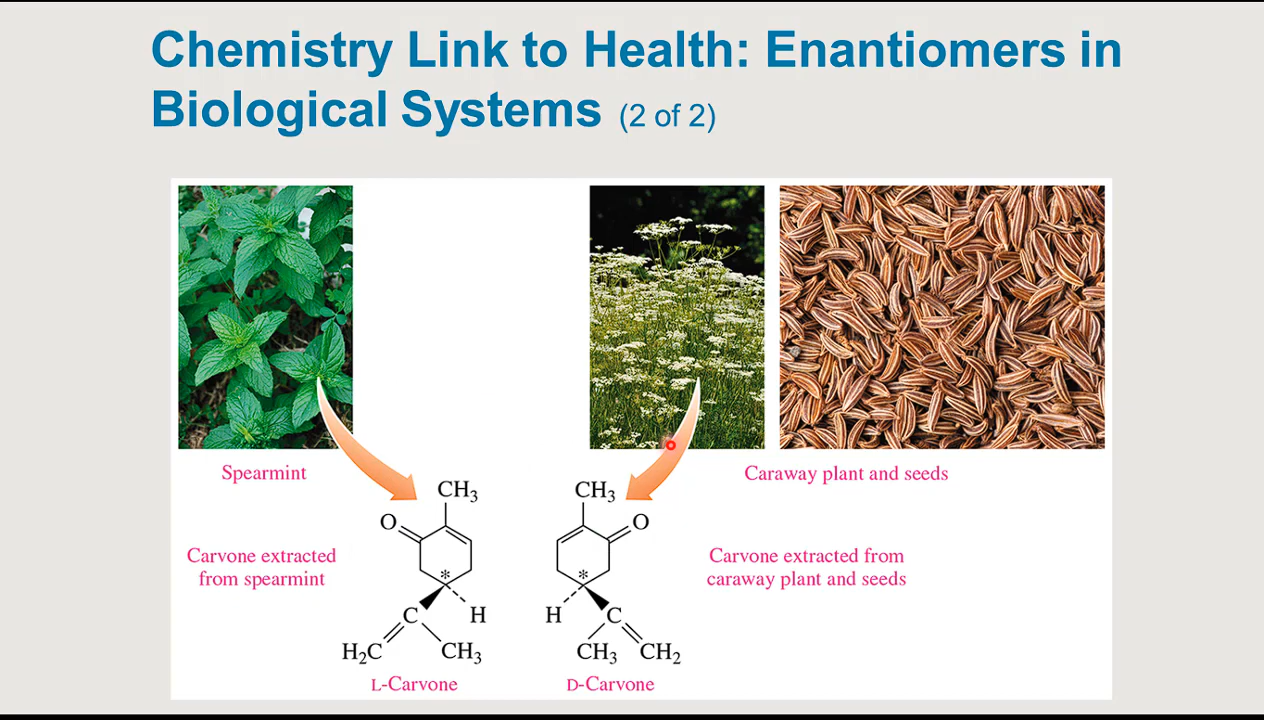 Chemistry Link to Health: Enantiomers in
Biological Systems (2 of 2)
Spearmint
Caraway plant and seeds
Carvone extracted
from spearmint
CH₃
O
*
C
H
H₂C
CH₃
L-Carvone
CH₃
O
*
H
C
CH₃
CH₂
D-Carvone
Carvone extracted from
caraway plant and seeds